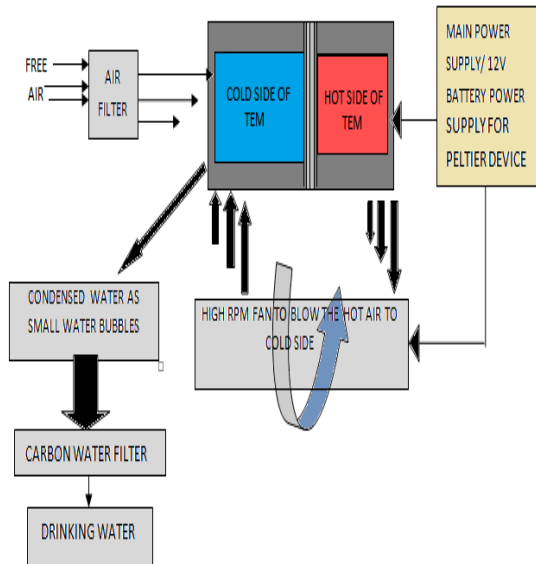 FREE
AIR
AIR
FILTER
COLD SIDE OF
TEM
HOT SIDE OF
TEM
MAIN POWER
SUPPLY/ 12V
BATTERY POWER
SUPPLY FOR
PELTIER DEVICE
CONDENSED WATER AS
SMALL WATER BUBBLES
HIGH RPM FAN TO BLOW THE HOT AIR TO
COLD SIDE
CARBON WATER FILTER
DRINKING WATER